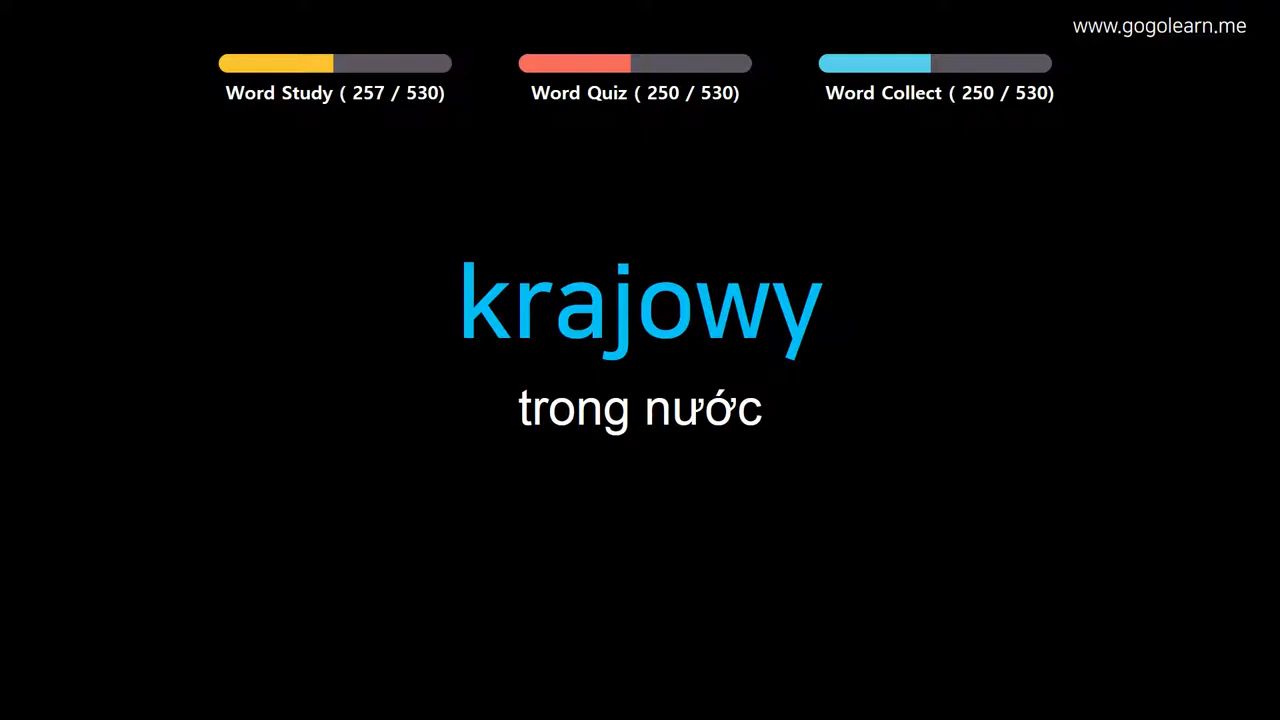 www.gogolearn.me
Word Study ( 257 / 530)
Word Quiz ( 250 / 530)
Word Collect ( 250 / 530)
krajowy
trong nước